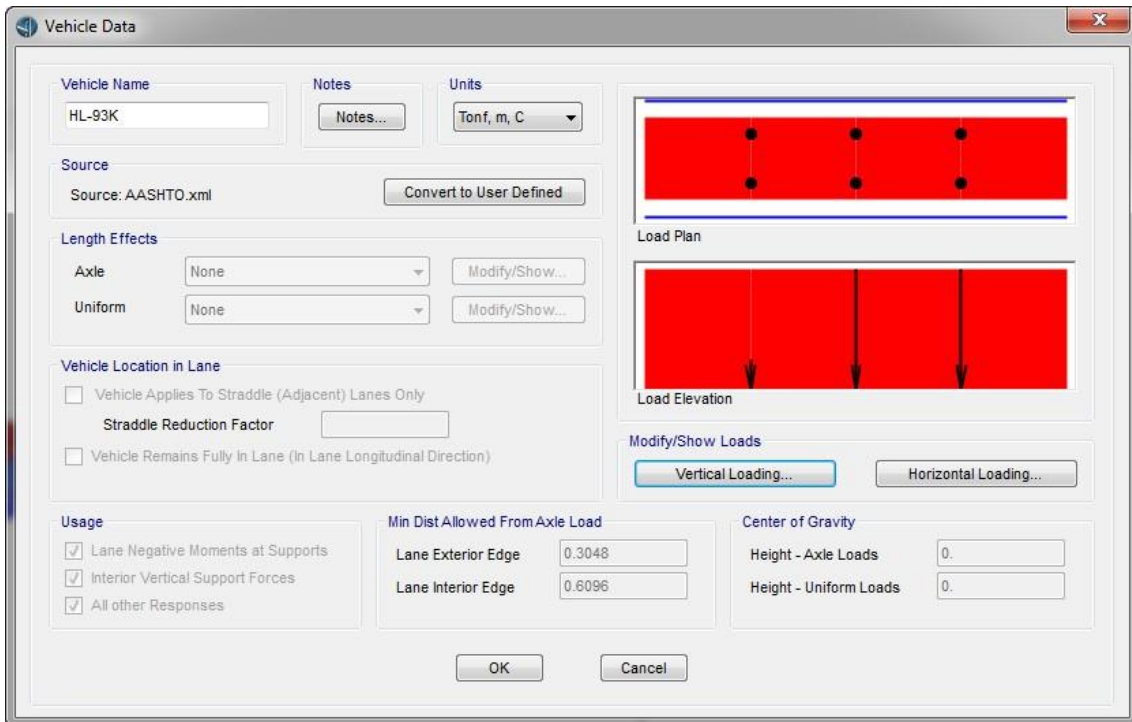 Vehicle Data
x
Vehicle Name
HL-93K
Notes
Notes...
Units
Tonf, m, C
Source
Source: AASHTO.xml
Convert to User Defined
Length Effects
Axle
None
Modify/Show...
Uniform
None
Modify/Show...
Vehicle Location in Lane
Vehicle Applies To Straddle (Adjacent) Lanes Only
Straddle Reduction Factor
Vehicle Remains Fully In Lane (In Lane Longitudinal Direction)
Load Plan
Load Elevation
Modify/Show Loads
Vertical Loading...
Horizontal Loading...
Usage
Lane Negative Moments at Supports
Interior Vertical Support Forces
All other Responses
Min Dist Allowed From Axle Load
Lane Exterior Edge
0.3048
Lane Interior Edge
0.6096
Center of Gravity
Height - Axle Loads
0.
Height - Uniform Loads
0.
OK
Cancel